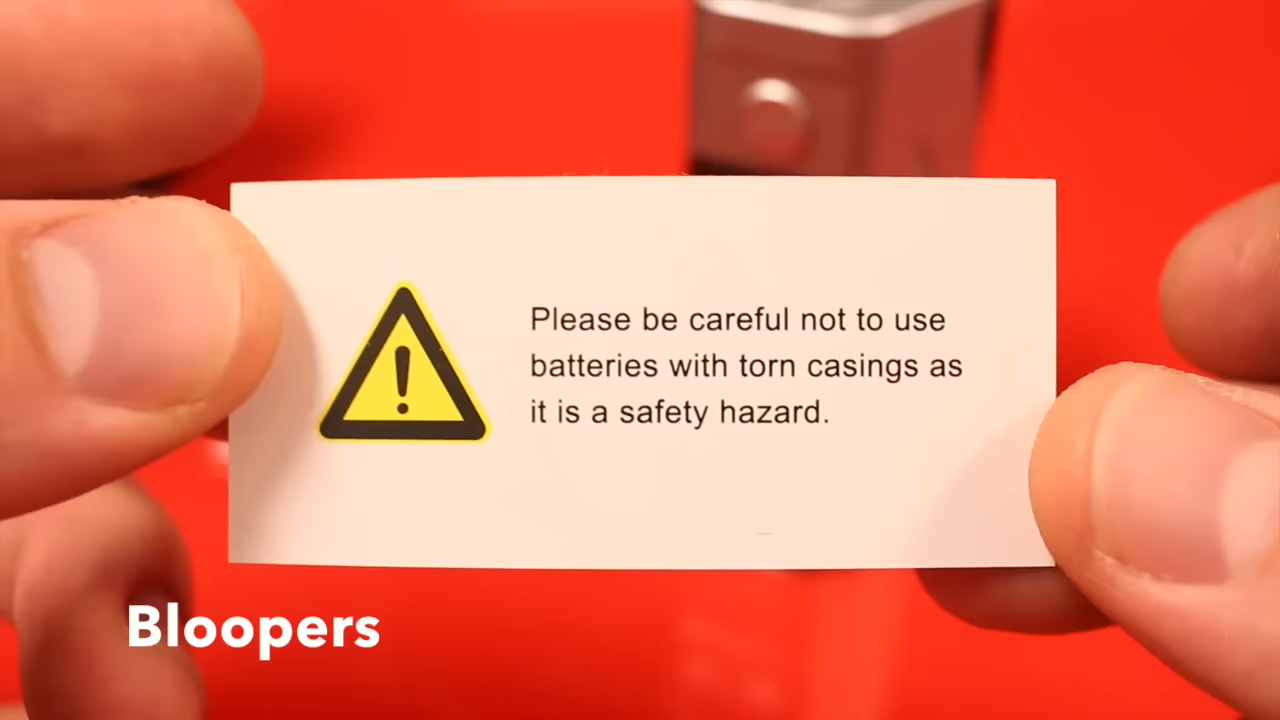 Please be careful not to use
batteries with torn casings as
it is a safety hazard.
Bloopers